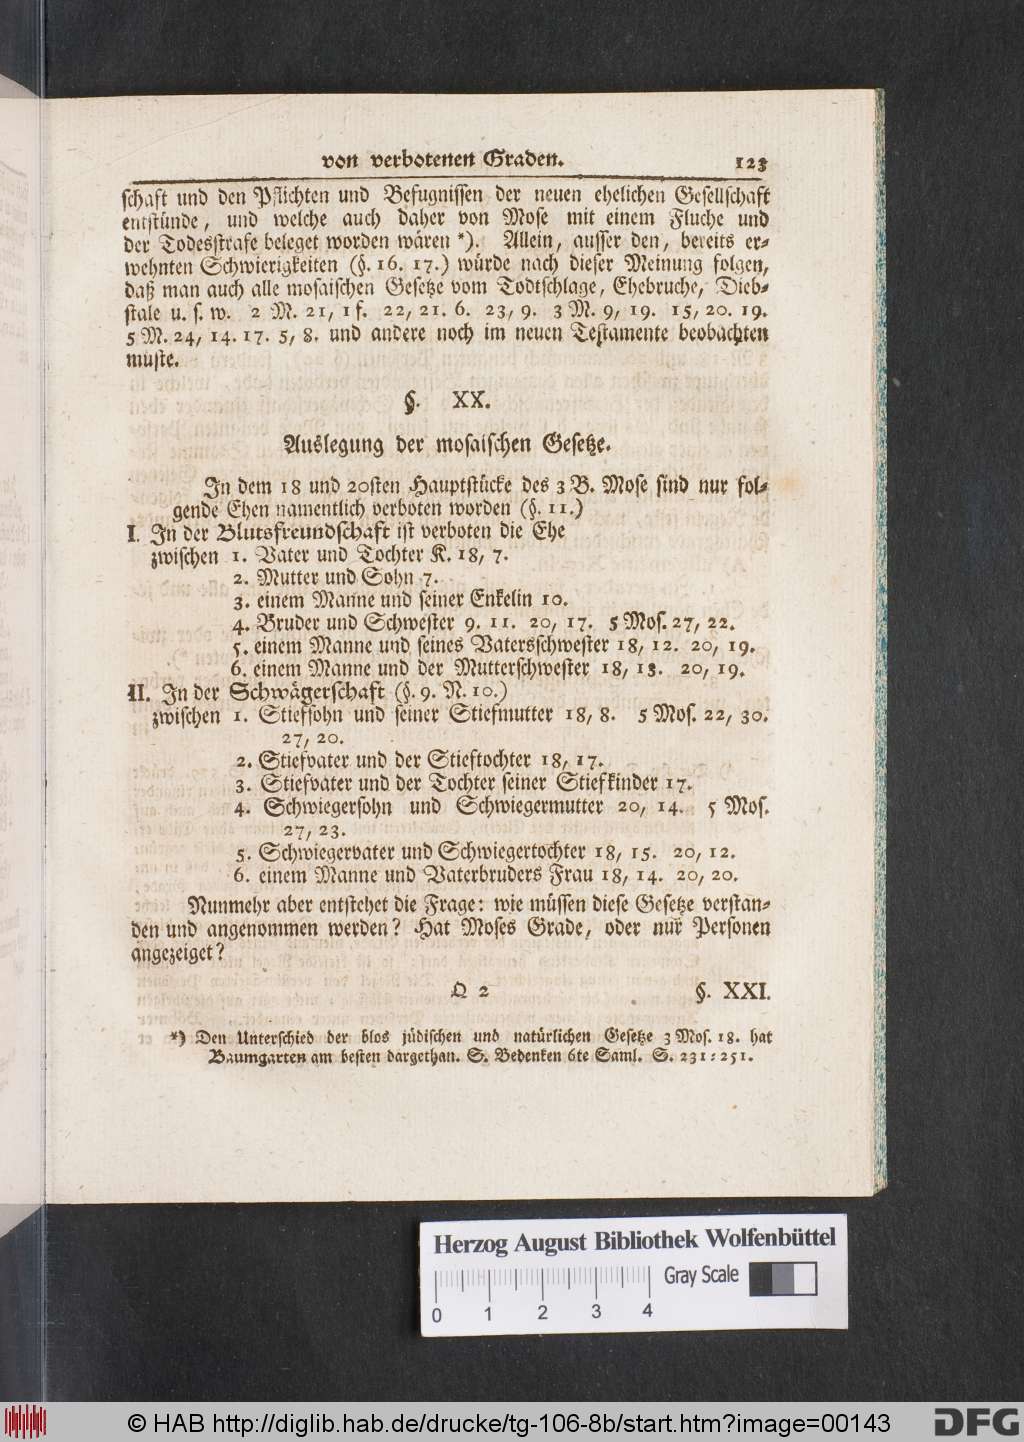 von verbotenen Graden. 123
schaft und den Pflichten und Befugnissen der neuen ehelichen Gesellschaft
entstünde, und welche auch daher von Mose mit einem Fluche und
der Todesstrafe beleget worden wären *). Allein, ausser den, bereits er-
wehnten Schwierigkeiten (§. 16. 17.) würde nach dieser Meinung folgen,
daß man auch alle mosaischen Gesetze vom Todtschlage, Ehebruche, Dieb-
stale u. s. w. 2 M. 21, 1 f. 22, 21. 6. 23, 9. 3 M. 9, 19. 15, 20. 19.
5 M. 24, 14. 17. 5, 8. und andere noch im neuen Testamente beobachten
müste.
§. XX.
Auslegung der mosaischen Gesetze.
In dem 18 und 20sten Hauptstücke des 3 B. Mose sind nur fol-
gende Ehen namentlich verboten worden (§. 11.)
I. In der Blutsfreundschaft ist verboten die Ehe
zwischen 1. Vater und Tochter K. 18, 7.
2. Mutter und Sohn 7.
3. einem Manne und seiner Enkelin 10.
4. Bruder und Schwester 9. 11. 20, 17. 5 Mos. 27, 22.
5. einem Manne und seines Vatersschwester 18, 12. 20, 19.
6. einem Manne und der Mutterschwester 18, 13. 20, 19.
II. In der Schwägerschaft (§. 9. N. 10.)
zwischen 1. Stiefsohn und seiner Stiefmutter 18, 8. 5 Mos. 22, 30.
27, 20.
2. Stiefvater und der Stieftochter 18, 17.
3. Stiefvater und der Tochter seiner Stiefkinder 17.
4. Schwiegersohn und Schwiegermutter 20, 14. 5 Mos.
27, 23.
5. Schwiegervater und Schwiegertochter 18, 15. 20, 12.
6. einem Manne und Vaterbruders Frau 18, 14. 20, 20.
Nunmehr aber entstehet die Frage: wie müssen diese Gesetze verstan-
den und angenommen werden? Hat Moses Grade, oder nur Personen
angezeiget?
Q 2 §. XXI.
*) Den Unterschied der blos jüdischen und natürlichen Gesetze 3 Mos. 18. hat
Baumgarten am besten dargethan. S. Bedenken 6te Saml. S. 231-251.
Herzog August Bibliothek Wolfenbüttel
Gray Scale
0 1 2 3 4
© HAB http://diglib.hab.de/drucke/tg-106-8b/start.htm?image=00143
DFG